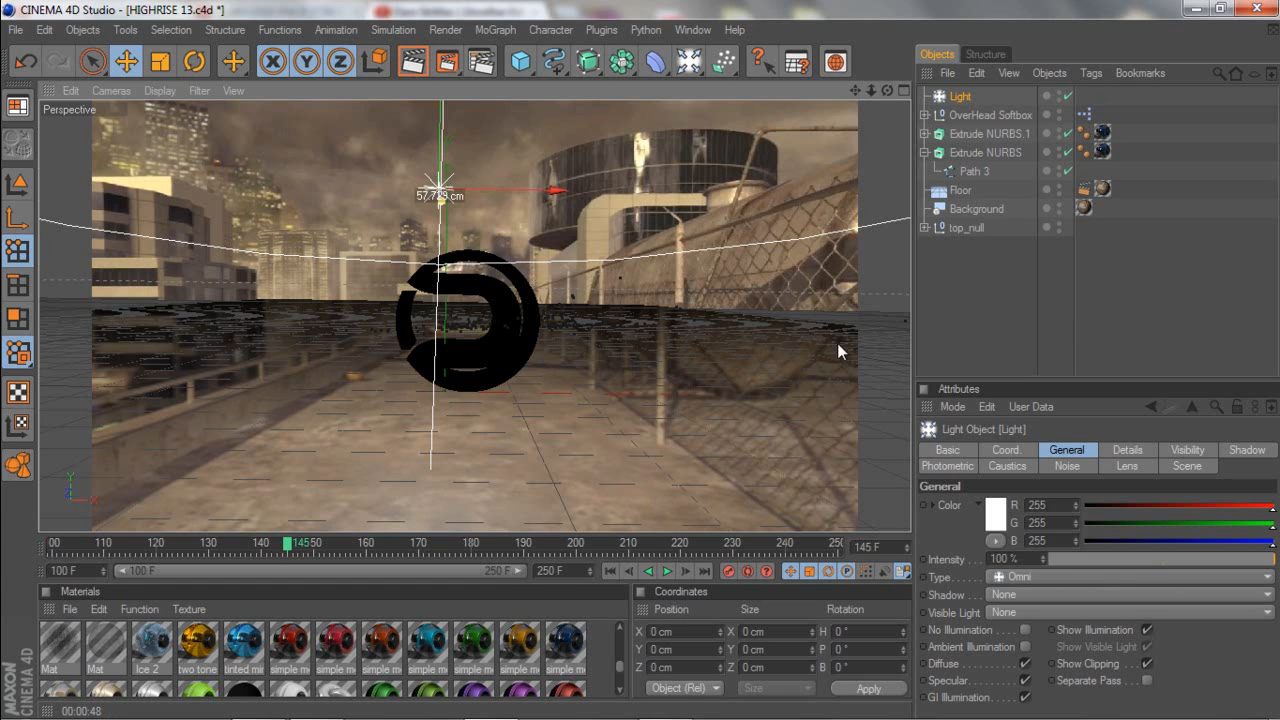 CINEMA 4D Studio - [HIGHRISE 13.c4d *]
File Edit Objects Tools Selection Structure Functions Animation Simulation Render MoGraph Character Plugins Python Window Help
X Y Z
Edit Cameras Display Filter View
Perspective
57.729 cm
Y
X
Z
00 110 120 130 140 145 50 160 170 180 190 200 210 220 230 240 25(
145 F
100 F
100 F
250 F
250 F
P
Materials
File Edit Function Texture
Mat Mat Ice 2 two tone tinted mi simple m simple m simple m simple m simple m simple m simple m
Coordinates
Position Size Rotation
X 0 cm X 0 cm H 0 °
Y 0 cm Y 0 cm P 0 °
Z 0 cm Z 0 cm B 0 °
Object (Rel) Size Apply
MAXON CINEMA 4D
00:00:48
Objects Structure
File Edit View Objects Tags Bookmarks
Light
OverHead Softbox
Extrude NURBS.1
Extrude NURBS
Path 3
Floor
Background
top_null
Attributes
Mode Edit User Data
Light Object [Light]
Basic Coord. General Details Visibility Shadow
Photometric Caustics Noise Lens Scene
General
Color R 255
G 255
B 255
Intensity 100 %
Type Omni
Shadow None
Visible Light None
No Illumination Show Illumination
Ambient Illumination Show Visible Light
Diffuse Show Clipping
Specular Separate Pass
GI Illumination